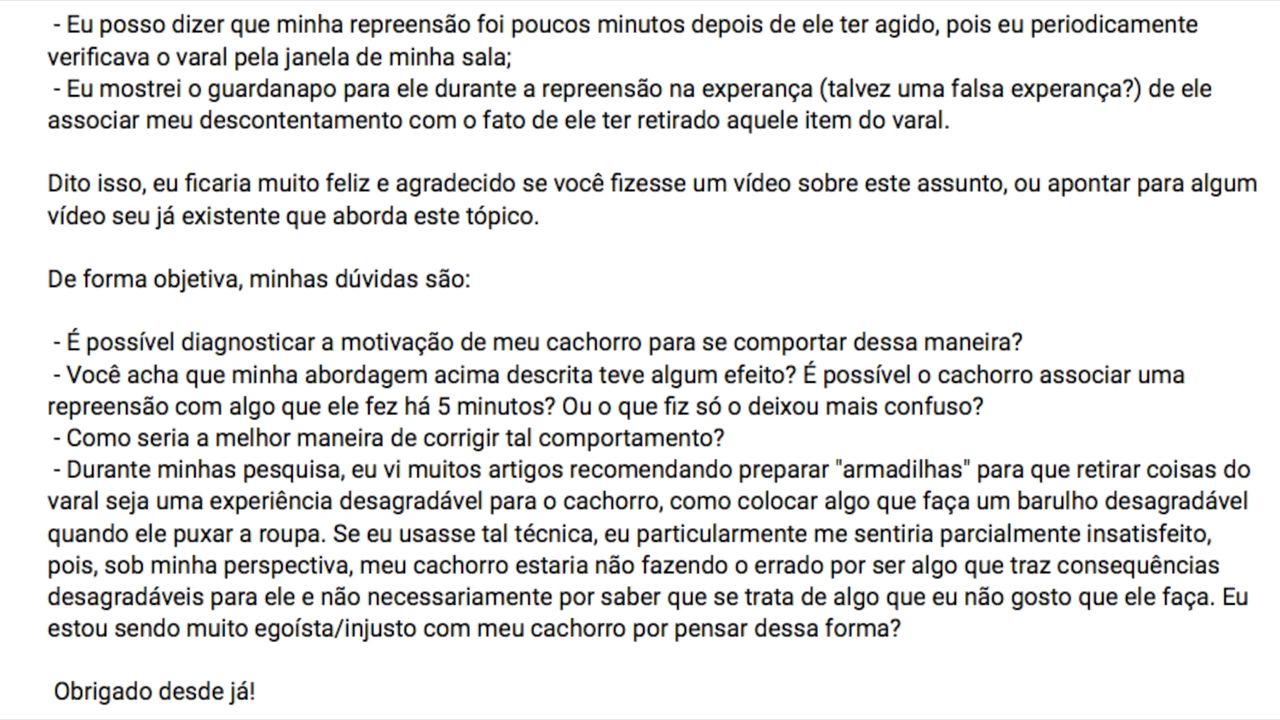 - Eu posso dizer que minha repreensão foi poucos minutos depois de ele ter agido, pois eu periodicamente
verificava o varal pela janela de minha sala;
- Eu mostrei o guardanapo para ele durante a repreensão na experança (talvez uma falsa experança?) de ele
associar meu descontentamento com o fato de ele ter retirado aquele item do varal.
Dito isso, eu ficaria muito feliz e agradecido se você fizesse um vídeo sobre este assunto, ou apontar para algum
vídeo seu já existente que aborda este tópico.
De forma objetiva, minhas dúvidas são:
- É possível diagnosticar a motivação de meu cachorro para se comportar dessa maneira?
- Você acha que minha abordagem acima descrita teve algum efeito? É possível o cachorro associar uma
repreensão com algo que ele fez há 5 minutos? Ou o que fiz só o deixou mais confuso?
- Como seria a melhor maneira de corrigir tal comportamento?
- Durante minhas pesquisa, eu vi muitos artigos recomendando preparar "armadilhas" para que retirar coisas do
varal seja uma experiência desagradável para o cachorro, como colocar algo que faça um barulho desagradável
quando ele puxar a roupa. Se eu usasse tal técnica, eu particularmente me sentiria parcialmente insatisfeito,
pois, sob minha perspectiva, meu cachorro estaria não fazendo o errado por ser algo que traz consequências
desagradáveis para ele e não necessariamente por saber que se trata de algo que eu não gosto que ele faça. Eu
estou sendo muito egoísta/injusto com meu cachorro por pensar dessa forma?
Obrigado desde já!